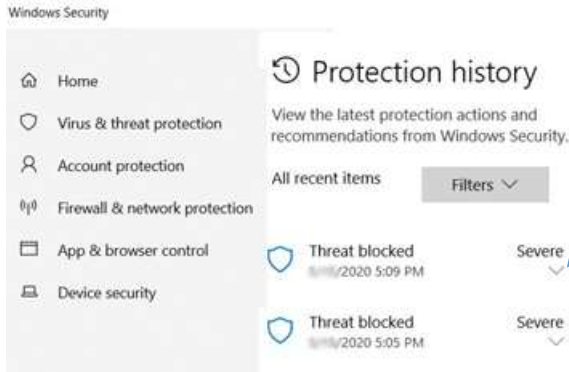 Windows Security
Home
Virus & threat protection
Account protection
Firewall & network protection
App & browser control
Device security
Protection history
View the latest protection actions and
recommendations from Windows Security.
All recent items
Filters
Threat blocked Severe
/2020 5:09 PM
Threat blocked Severe
/2020 5:05 PM